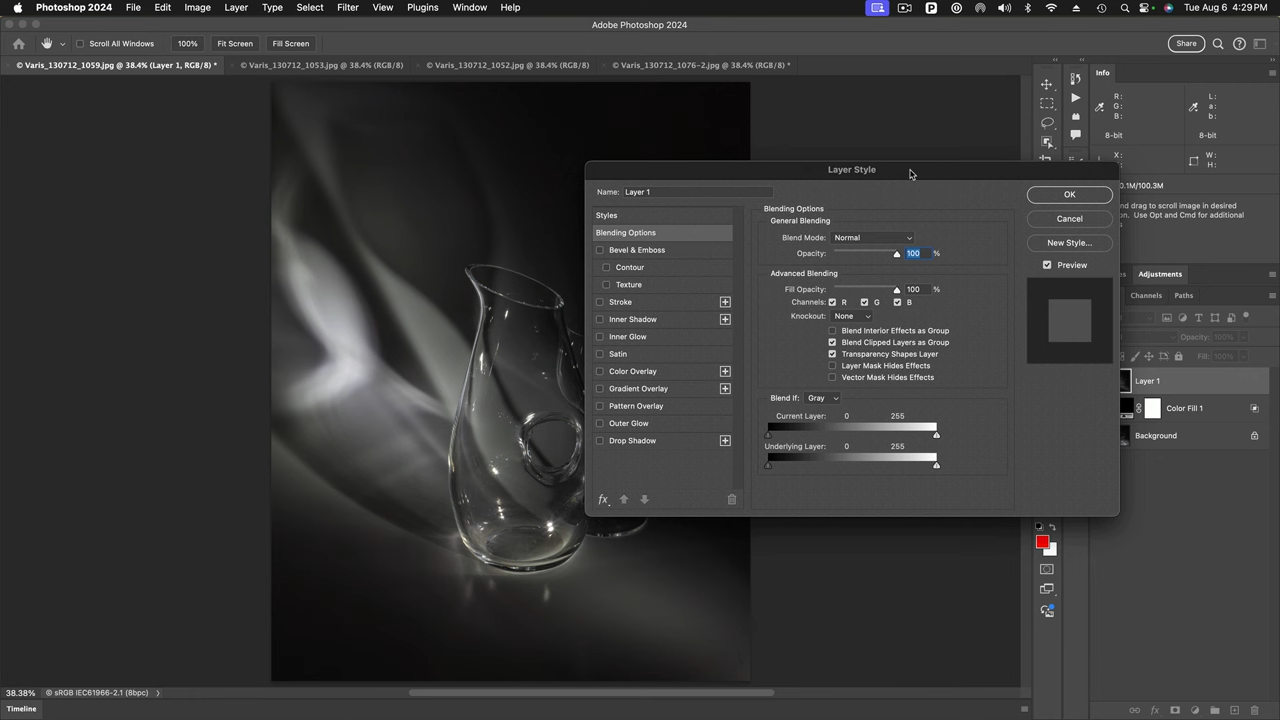 Photoshop 2024 File Edit Image Layer Type Select Filter View Plugins Window Help Tue Aug 6 4:29 PM
Adobe Photoshop 2024
Scroll All Windows 100% Fit Screen Fill Screen Share
Varis_130712_1059.jpg @ 38.4% (Layer 1, RGB/8) * Varis_130712_1053.jpg @ 38.4% (RGB/8) Varis_130712_1052.jpg @ 38.4% (RGB/8) Varis_130712_1076-2.jpg @ 38.4% (RGB/8) *
Info
R: L:
G: a:
B: b:
8-bit 8-bit
X: W:
Y: H:
0.1M/100.3M
and drag to scroll image in desired
Use Opt and Cmd for additional
Adjustments
Channels Paths
Opacity: 100%
Fill: 100%
Layer 1
Color Fill 1
Background
Layer Style
Name: Layer 1
Styles
Blending Options
Bevel & Emboss
Contour
Texture
Stroke
Inner Shadow
Inner Glow
Satin
Color Overlay
Gradient Overlay
Pattern Overlay
Outer Glow
Drop Shadow
fx
Blending Options
General Blending
Blend Mode: Normal
Opacity: 100 %
Advanced Blending
Fill Opacity: 100 %
Channels: R G B
Knockout: None
Blend Interior Effects as Group
Blend Clipped Layers as Group
Transparency Shapes Layer
Layer Mask Hides Effects
Vector Mask Hides Effects
Blend If: Gray
Current Layer: 0 255
Underlying Layer: 0 255
OK
Cancel
New Style...
Preview
38.38% © sRGB IEC61966-2.1 (8bpc)
Timeline
fx